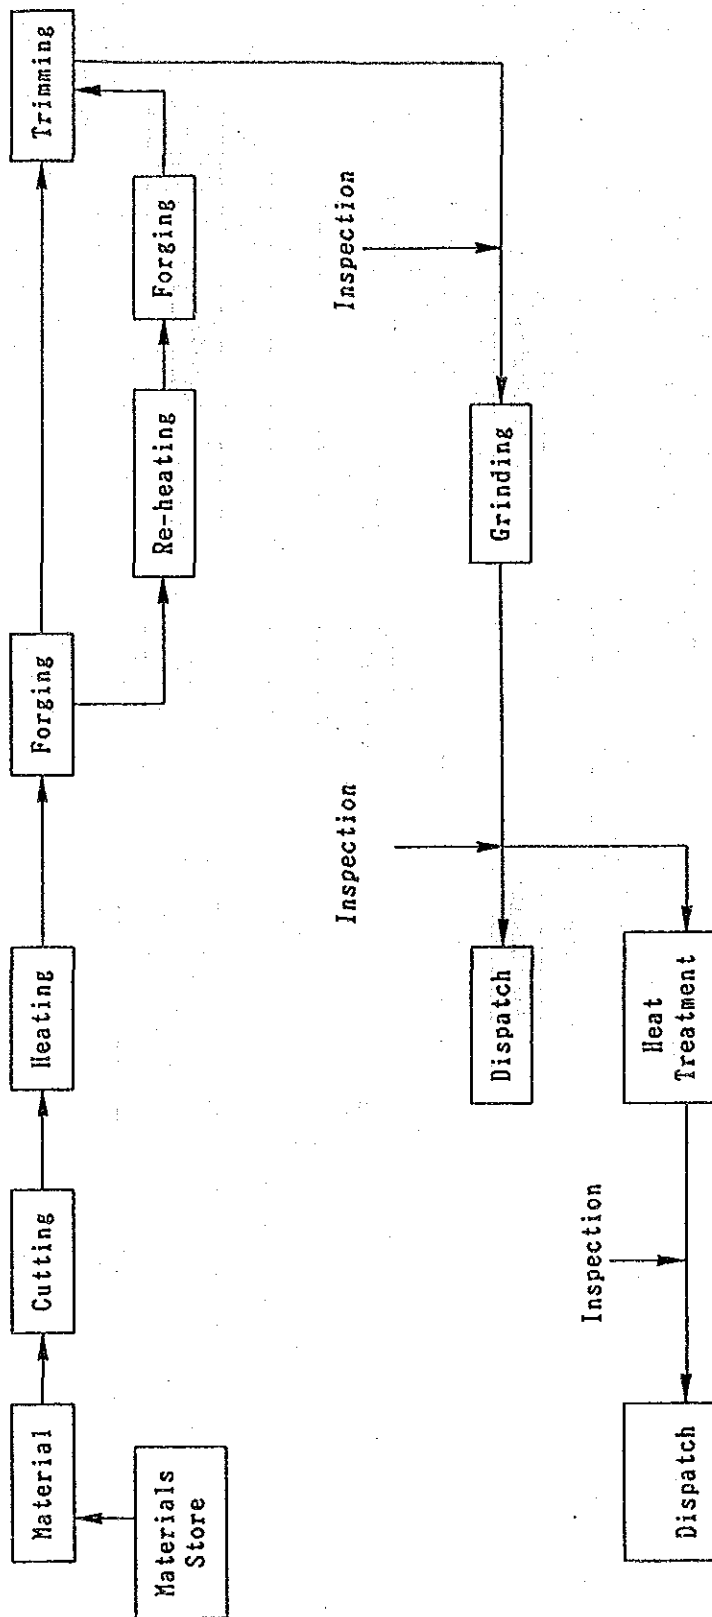 Material
Cutting
Heating
Forging
Trimming
Materials
Store
Re-heating
Forging
Inspection
Inspection
Dispatch
Grinding
Inspection
Dispatch
Heat
Treatment